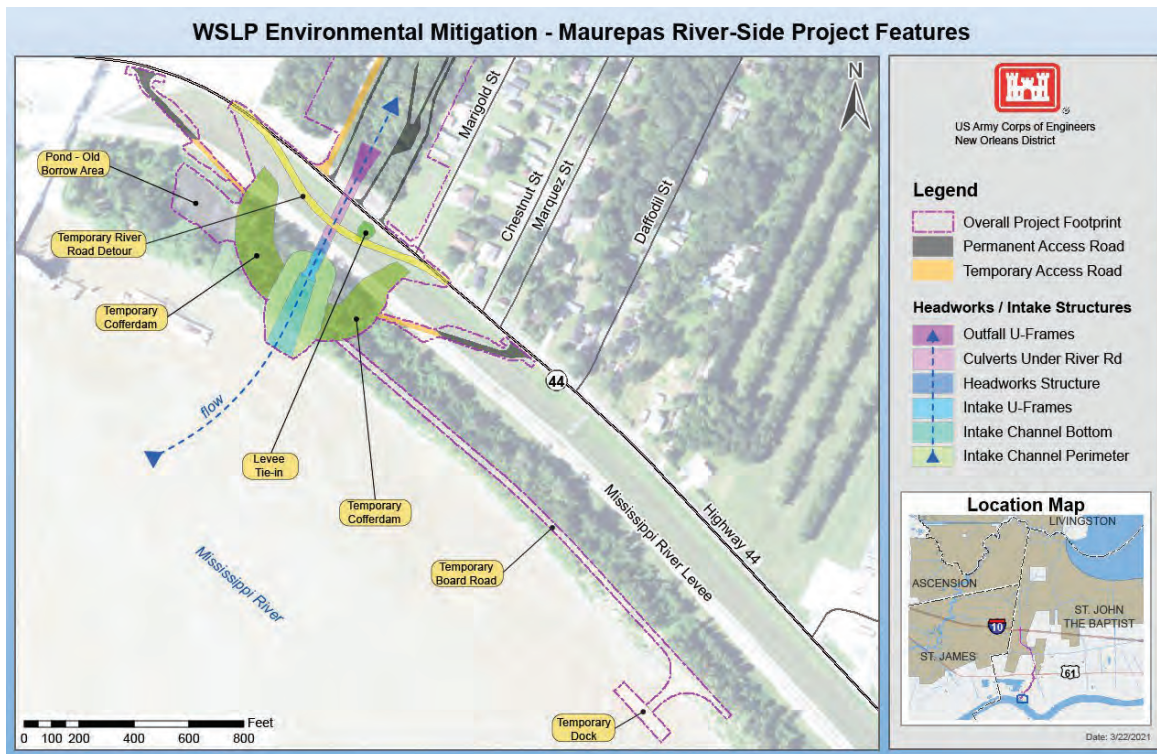 WSLP Environmental Mitigation - Maurepas River-Side Project Features
N
Pond - Old
Borrow Area
Temporary River
Road Detour
Temporary
Cofferdam
flow
Levee
Tie-in
Temporary
Cofferdam
Temporary
Board Road
Temporary
Dock
Mississippi River
Marigold St
Chestnut St
Marquez St
Daffodil St
44
Highway 44
Mississippi River Levee
Feet
0 100 200 400 600 800
US Army Corps of Engineers
New Orleans District
Legend
Overall Project Footprint
Permanent Access Road
Temporary Access Road
Headworks / Intake Structures
Outfall U-Frames
Culverts Under River Rd
Headworks Structure
Intake U-Frames
Intake Channel Bottom
Intake Channel Perimeter
Location Map
LIVINGSTON
ASCENSION
ST. JOHN
THE BAPTIST
10
ST. JAMES
61
Date: 3/22/2021